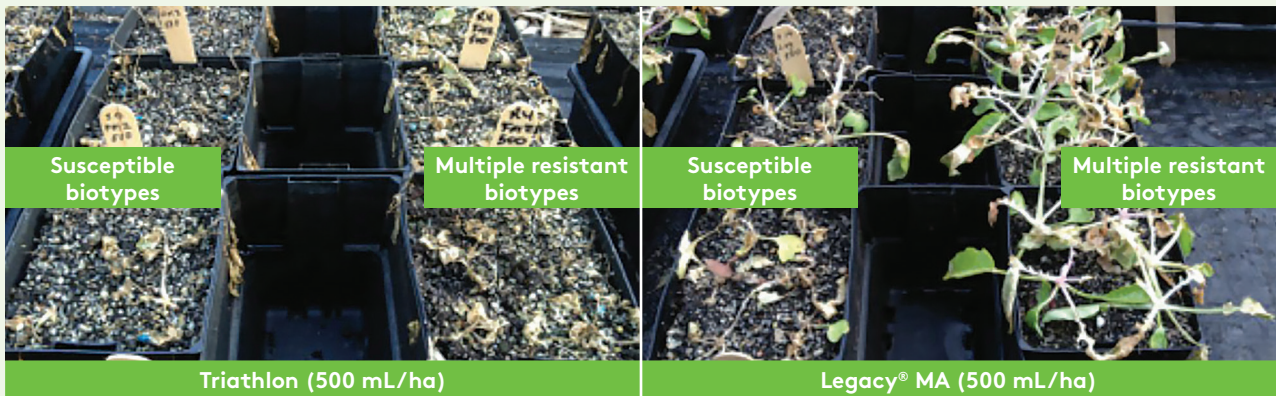 Susceptible
biotypes
Multiple resistant
biotypes
Susceptible
biotypes
Multiple resistant
biotypes
Triathlon (500 mL/ha)
Legacy® MA (500 mL/ha)